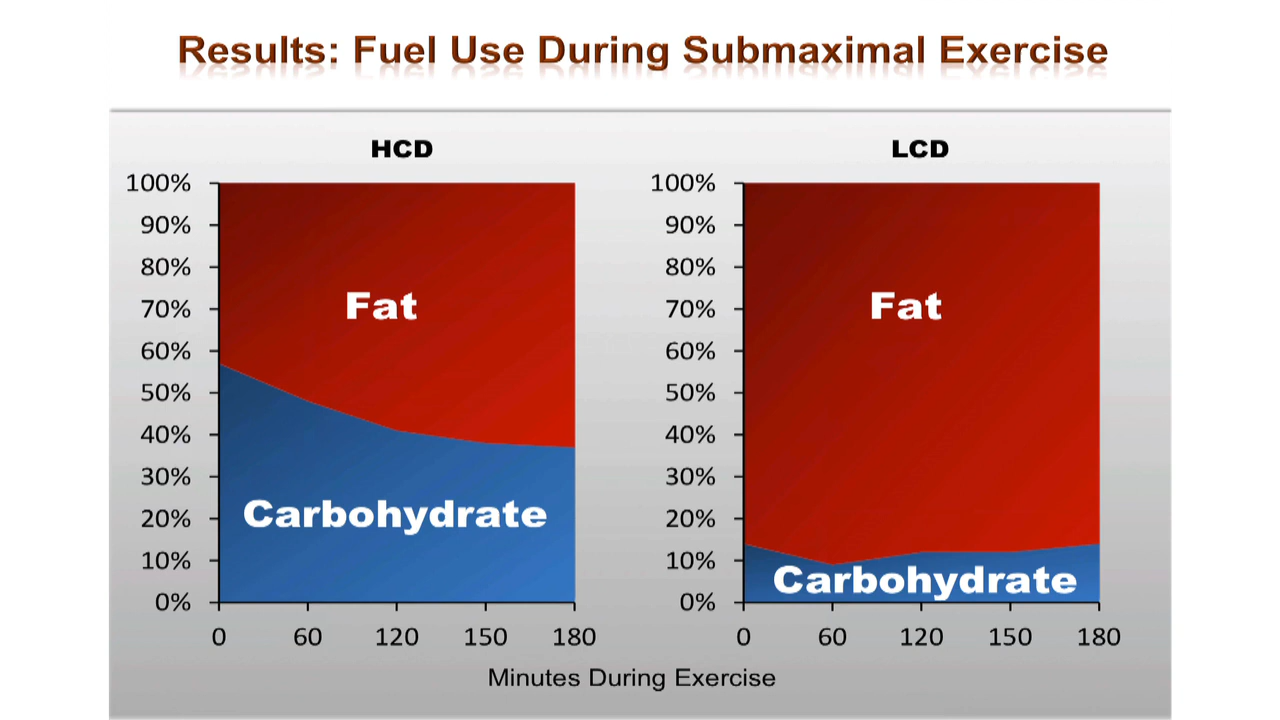 Results: Fuel Use During Submaximal Exercise
HCD
100%
90%
80%
70%
60%
50%
40%
30%
20%
10%
0%
Fat
Carbohydrate
0 60 120 150 180
LCD
100%
90%
80%
70%
60%
50%
40%
30%
20%
10%
0%
Fat
Carbohydrate
0 60 120 150 180
Minutes During Exercise